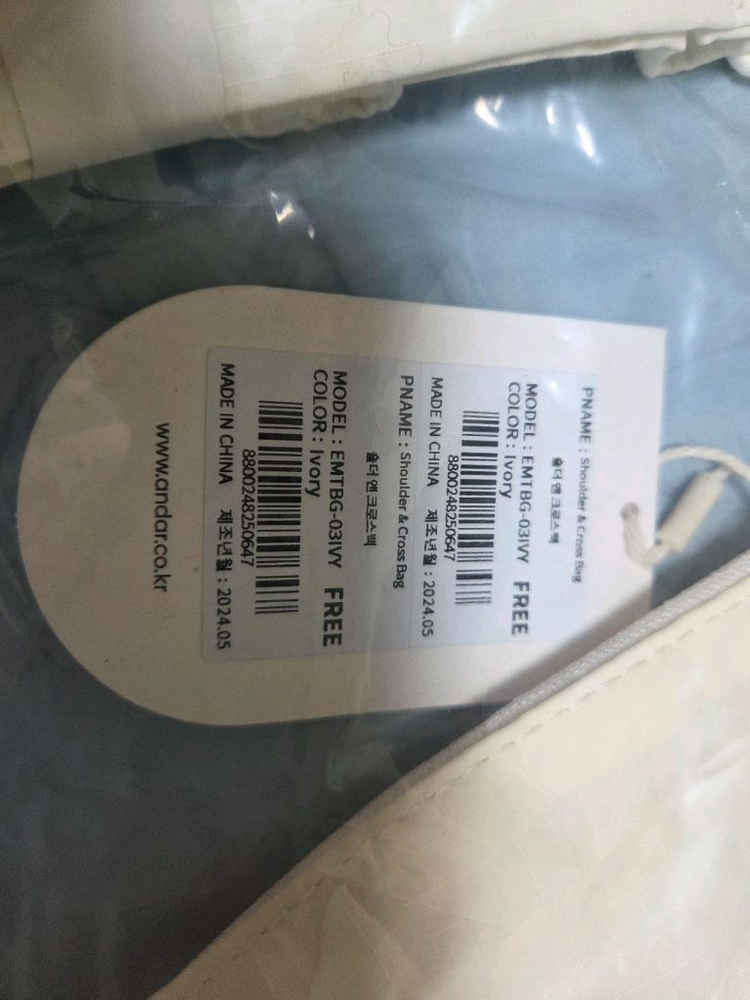 PNAME : Shoulder & Cross Bag
숄더 앤 크로스백
MODEL : EMTBG-03IVY FREE
COLOR : Ivory
8800248250647
MADE IN CHINA 제조년월 : 2024.05
PNAME : Shoulder & Cross Bag
숄더 앤 크로스백
MODEL : EMTBG-03IVY FREE
COLOR : Ivory
8800248250647
MADE IN CHINA 제조년월 : 2024.05
www.andar.co.kr